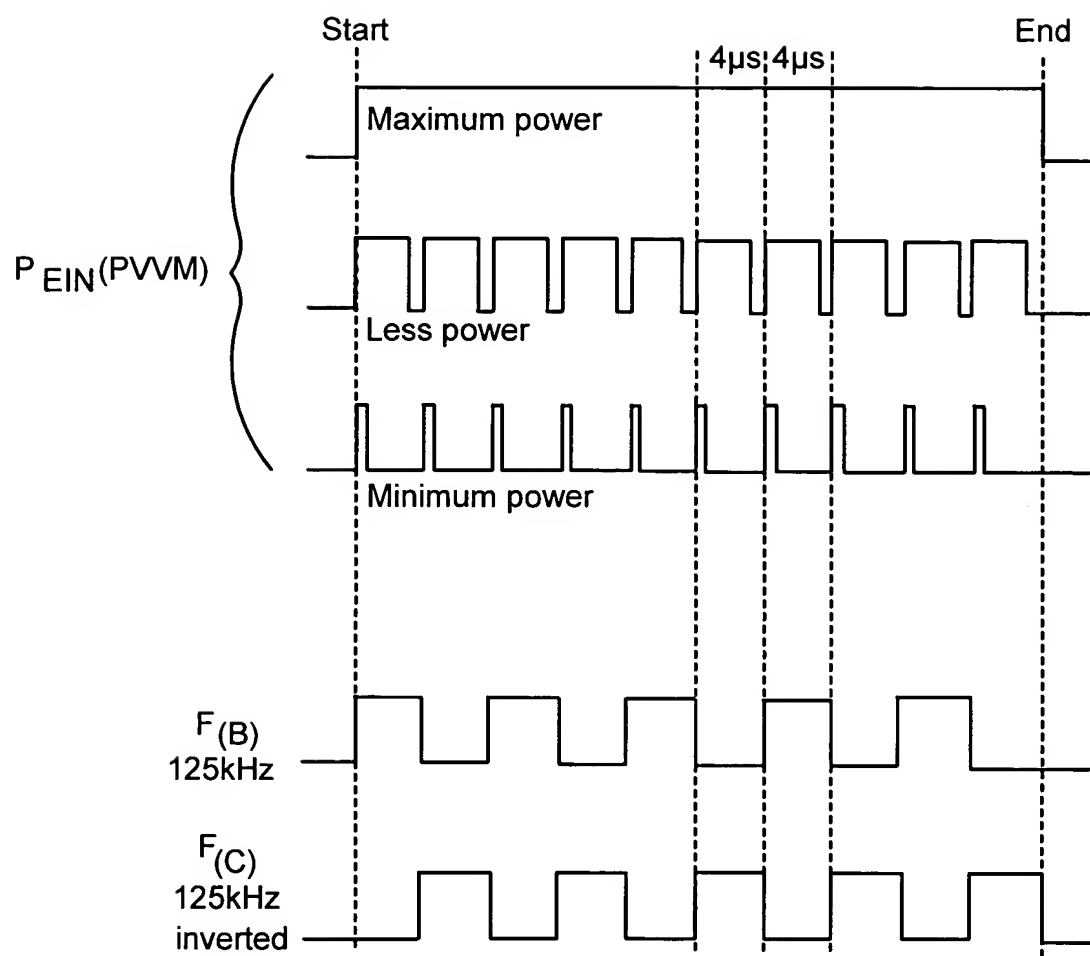 Start
End
4µs 4µs
Maximum power
P EIN (PVVM)
Less power
Minimum power
F(B)
125kHz
F(C)
125kHz
inverted